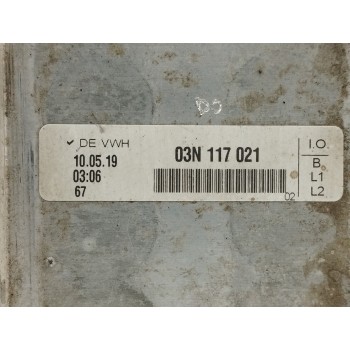 ✓ DE VWH
10.05.19
03:06
67
03N 117 021
02
I.O.
B
L1
L2